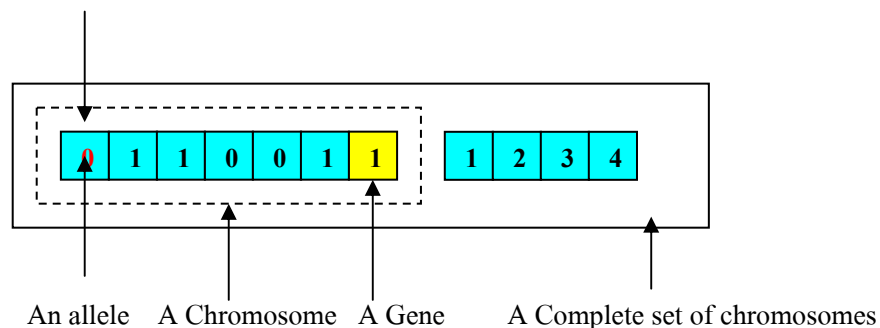 0 1 1 0 0 1 1 1 2 3 4
An allele A Chromosome A Gene A Complete set of chromosomes